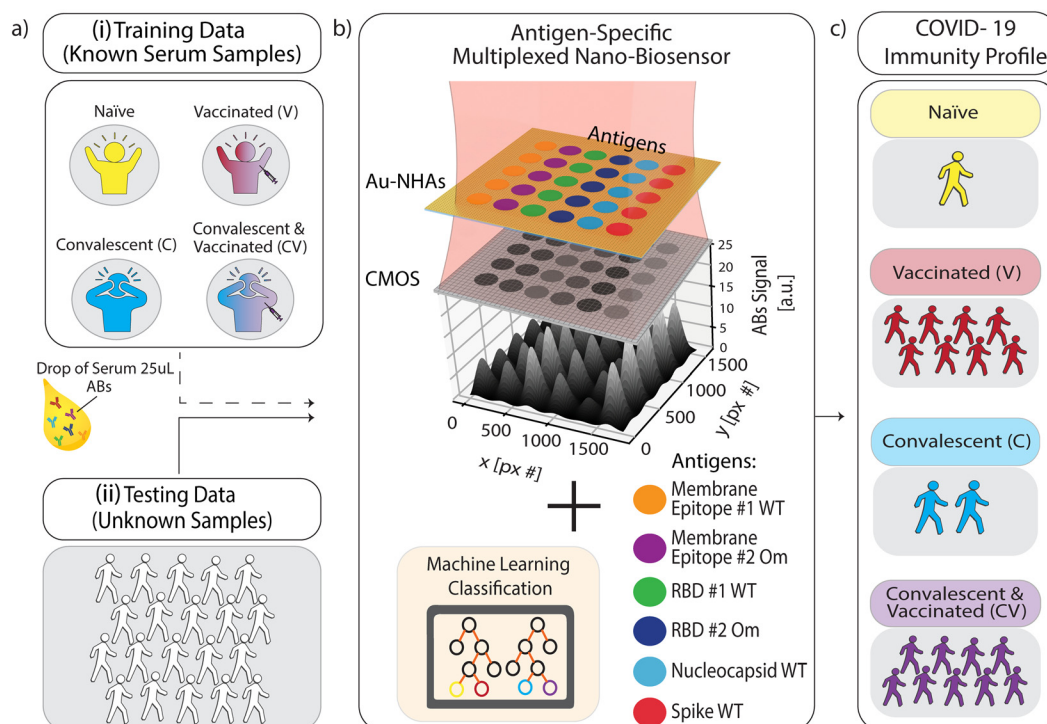 a)
(i) Training Data
(Known Serum Samples)
Naïve
Vaccinated (V)
Convalescent (C)
Convalescent &
Vaccinated (CV)
Drop of Serum 25uL
ABs
(ii) Testing Data
(Unknown Samples)
b)
Antigen-Specific
Multiplexed Nano-Biosensor
Antigens
Au-NHAs
CMOS
25
20
15
10
5
0
ABs Signal
[a.u.]
0
500
1000
1500
x [px #]
0
500
1000
1500
y [px #]
Machine Learning
Classification
Antigens:
Membrane
Epitope #1 WT
Membrane
Epitope #2 Om
RBD #1 WT
RBD #2 Om
Nucleocapsid WT
Spike WT
c)
COVID- 19
Immunity Profile
Naïve
Vaccinated (V)
Convalescent (C)
Convalescent &
Vaccinated (CV)